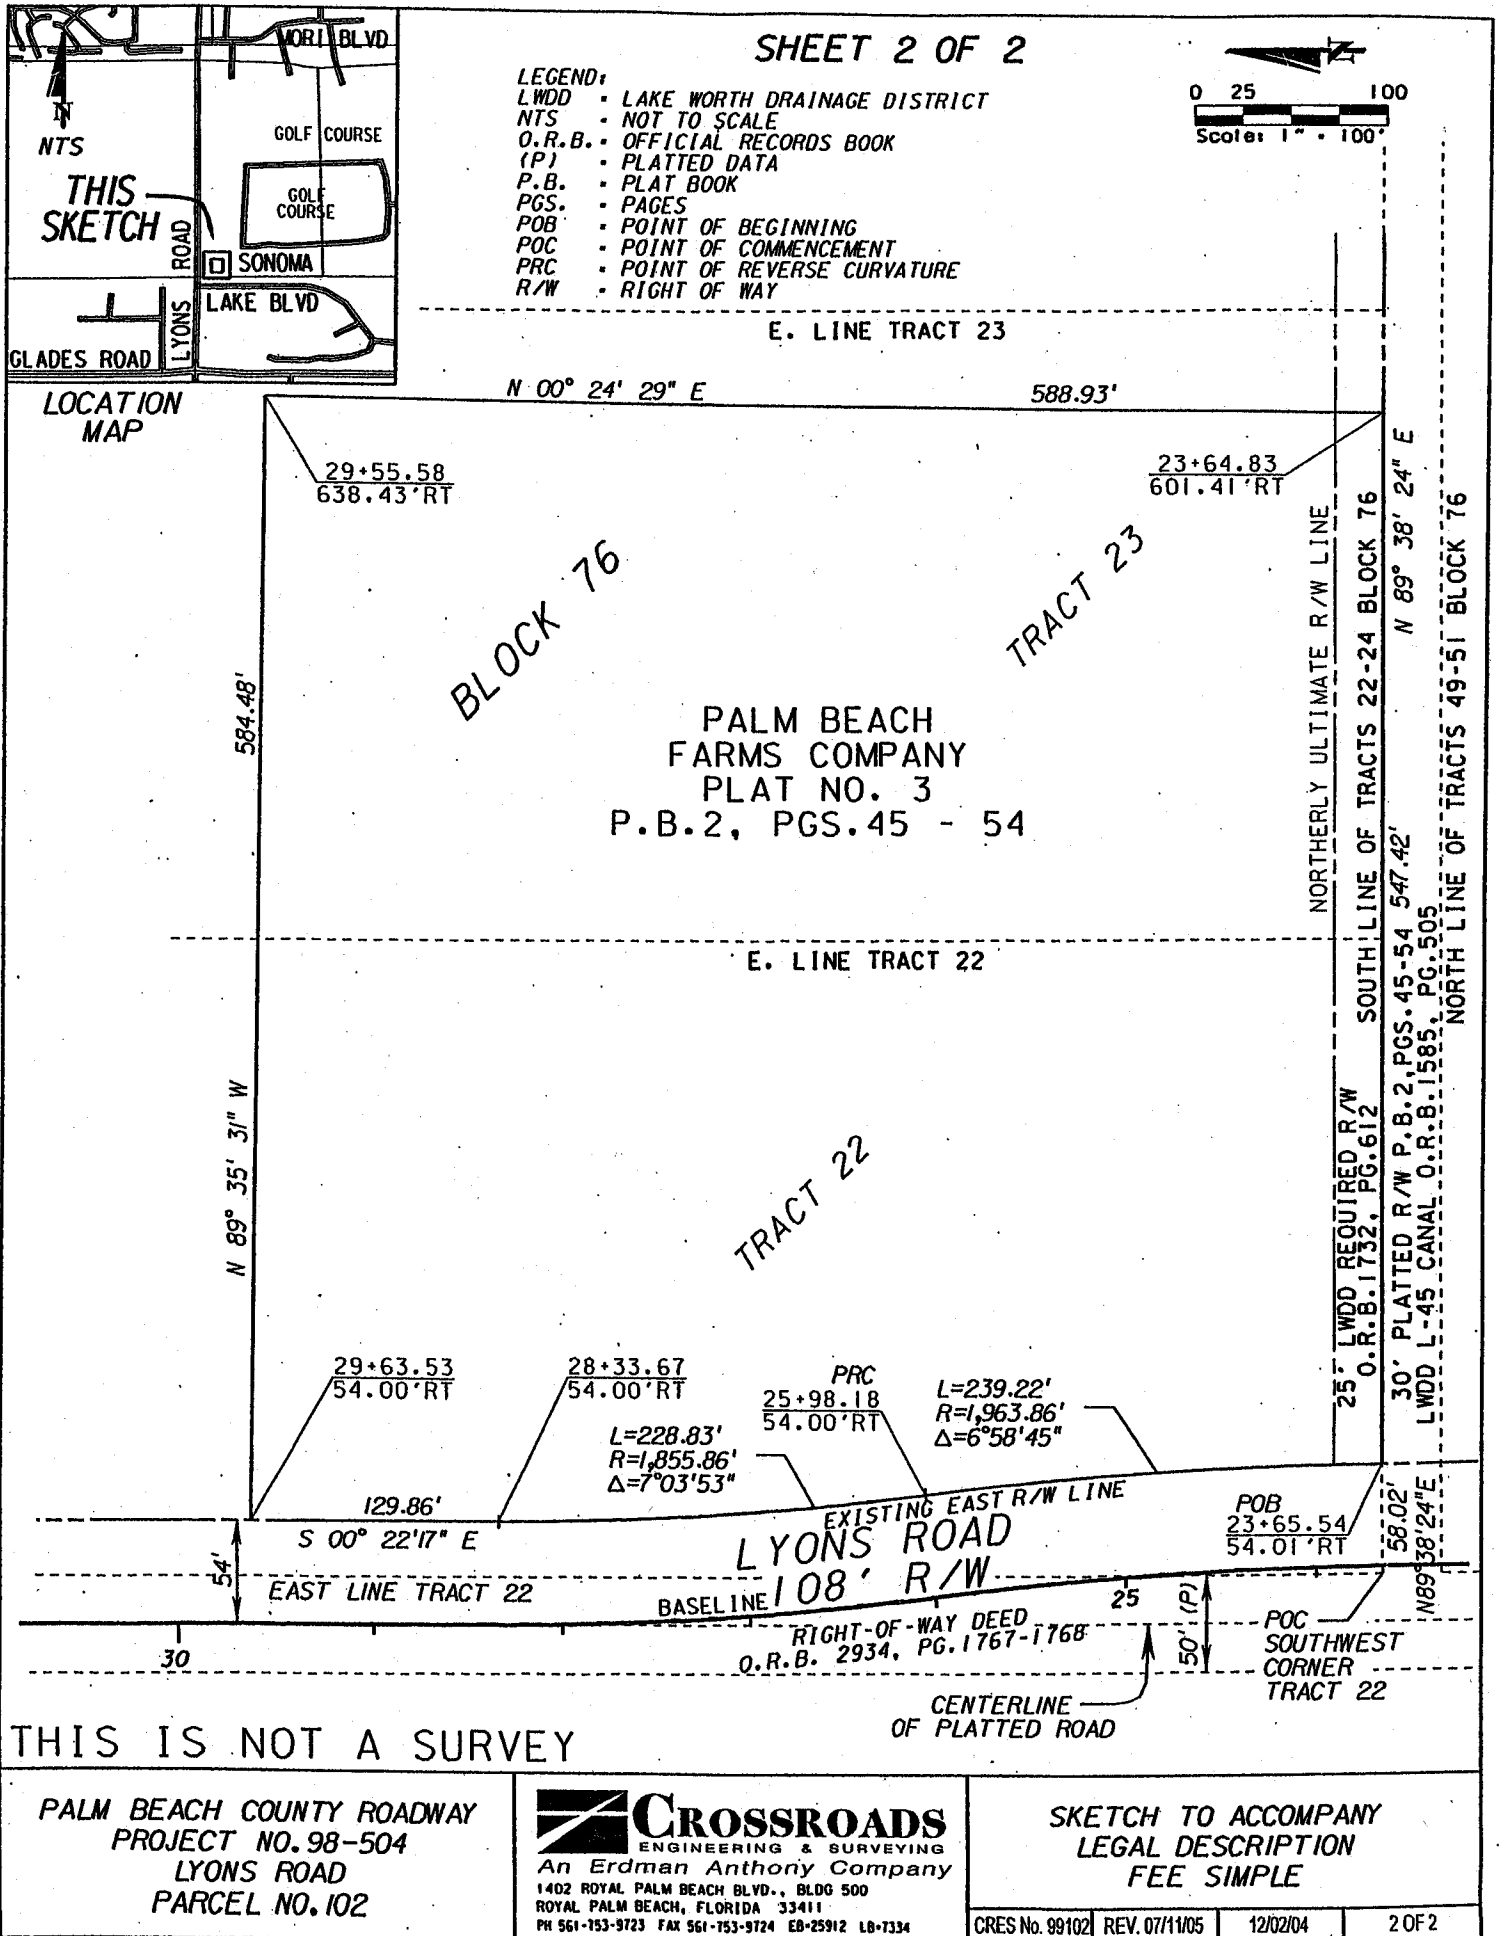 SHEET 2 OF 2
MORI BLVD
GOLF COURSE
GOLF
COURSE
N
NTS
THIS
SKETCH
LYONS ROAD
SONOMA
LAKE BLVD
GLADES ROAD
LOCATION
MAP
LEGEND:
LWDD = LAKE WORTH DRAINAGE DISTRICT
NTS = NOT TO SCALE
O.R.B. = OFFICIAL RECORDS BOOK
(P) = PLATTED DATA
P.B. = PLAT BOOK
PGS. = PAGES
POB = POINT OF BEGINNING
POC = POINT OF COMMENCEMENT
PRC = POINT OF REVERSE CURVATURE
R/W = RIGHT OF WAY
N
0 25 100
Scale: 1" = 100'
E. LINE TRACT 23
N 00° 24' 29" E 588.93'
29+55.58
638.43'RT
23+64.83
601.41'RT
BLOCK 76
TRACT 23
PALM BEACH
FARMS COMPANY
PLAT NO. 3
P.B.2, PGS.45 - 54
584.48'
N 89° 35' 31" W
E. LINE TRACT 22
TRACT 22
NORTHERLY ULTIMATE R/W LINE
25' LWDD REQUIRED R/W
O.R.B.1732, PG.612
SOUTH LINE OF TRACTS 22-24 BLOCK 76
N 89° 38' 24" E
547.42'
30' PLATTED R/W P.B.2,PGS.45-54
LWDD L-45 CANAL O.R.B.1585, PG.505
NORTH LINE OF TRACTS 49-51 BLOCK 76
29+63.53
54.00'RT
28+33.67
54.00'RT
PRC
25+98.18
54.00'RT
L=239.22'
R=1,963.86'
Δ=6°58'45"
L=228.83'
R=1,855.86'
Δ=7°03'53"
129.86'
S 00° 22'17" E
EXISTING EAST R/W LINE
LYONS ROAD
108' R/W
POB
23+65.54
54.01'RT
58.02'
N89°38'24"E
54'
EAST LINE TRACT 22
BASELINE
25
50' (P)
RIGHT-OF-WAY DEED
O.R.B. 2934, PG.1767-1768
30
POC
SOUTHWEST
CORNER
TRACT 22
CENTERLINE
OF PLATTED ROAD
THIS IS NOT A SURVEY
PALM BEACH COUNTY ROADWAY
PROJECT NO. 98-504
LYONS ROAD
PARCEL NO. 102
CROSSROADS
ENGINEERING & SURVEYING
An Erdman Anthony Company
1402 ROYAL PALM BEACH BLVD., BLDG 500
ROYAL PALM BEACH, FLORIDA 33411
PH 561-753-9723 FAX 561-753-9724 EB-25912 LB-7334
SKETCH TO ACCOMPANY
LEGAL DESCRIPTION
FEE SIMPLE
CRES No. 99102 REV. 07/11/05 12/02/04 2 OF 2